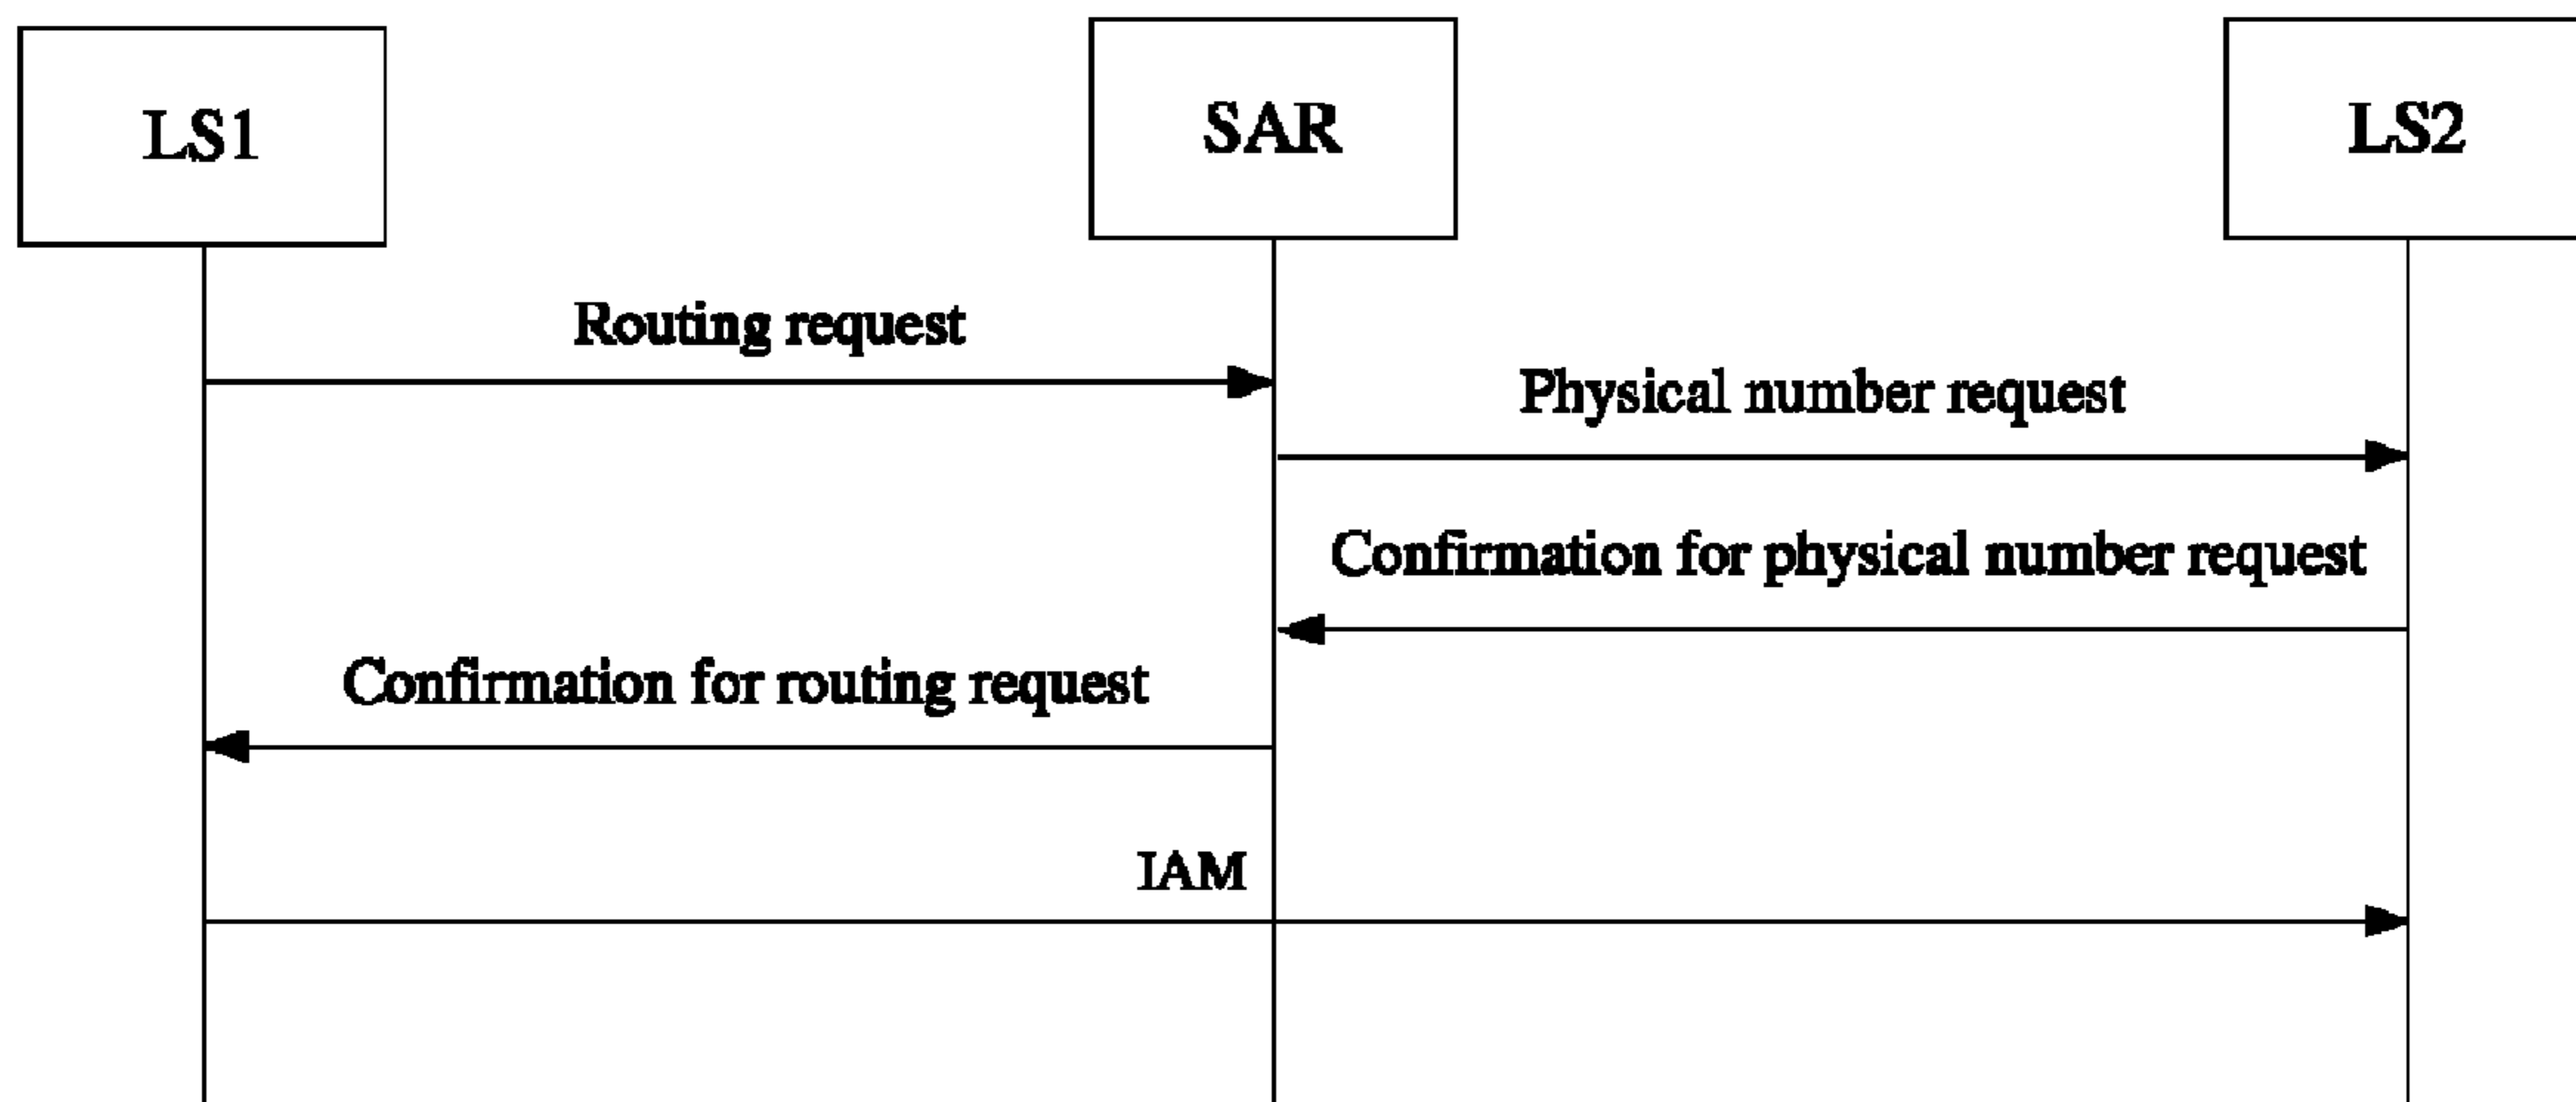 LS1
SAR
LS2
Routing request
Physical number request
Confirmation for physical number request
Confirmation for routing request
IAM